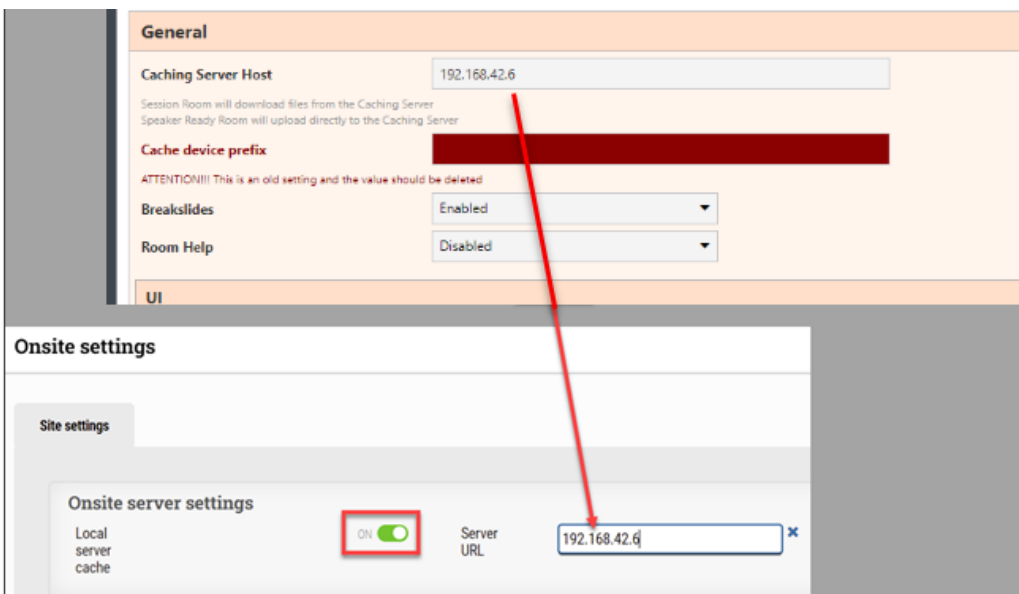 General
Caching Server Host 192.168.42.6
Session Room will download files from the Caching Server
Speaker Ready Room will upload directly to the Caching Server
Cache device prefix
ATTENTION!!! This is an old setting and the value should be deleted
Breakslides Enabled
Room Help Disabled
UI
Onsite settings
Site settings
Onsite server settings
Local server cache ON Server URL 192.168.42.6